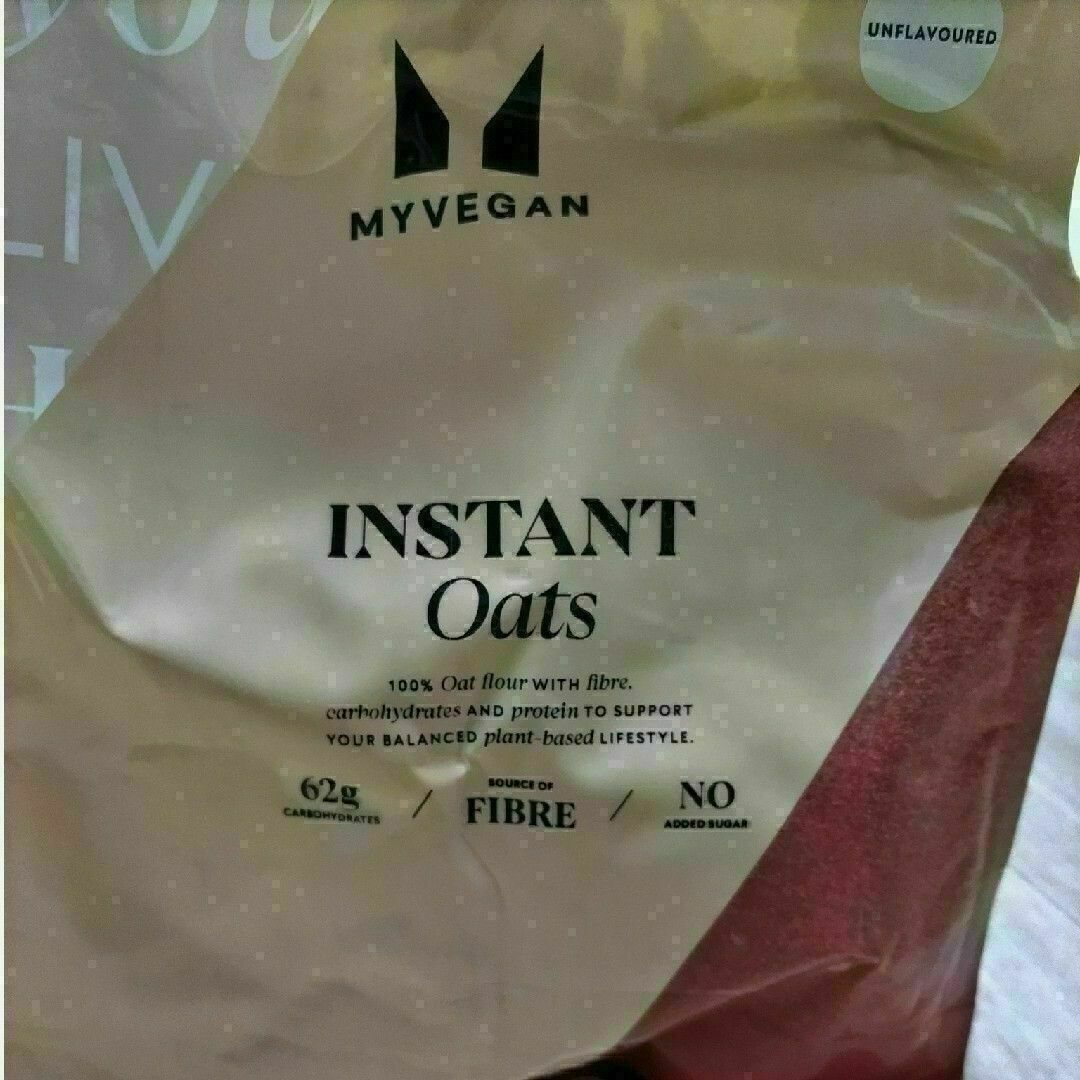 UNFLAVOURED
LIV
MYVEGAN
INSTANT
Oats
100% Oat flour WITH fibre.
carbohydrates AND protein TO SUPPORT
YOUR BALANCED plant-based LIFESTYLE.
62g / SOURCE OF FIBRE / NO
CARBOHYDRATES ADDED SUGAR